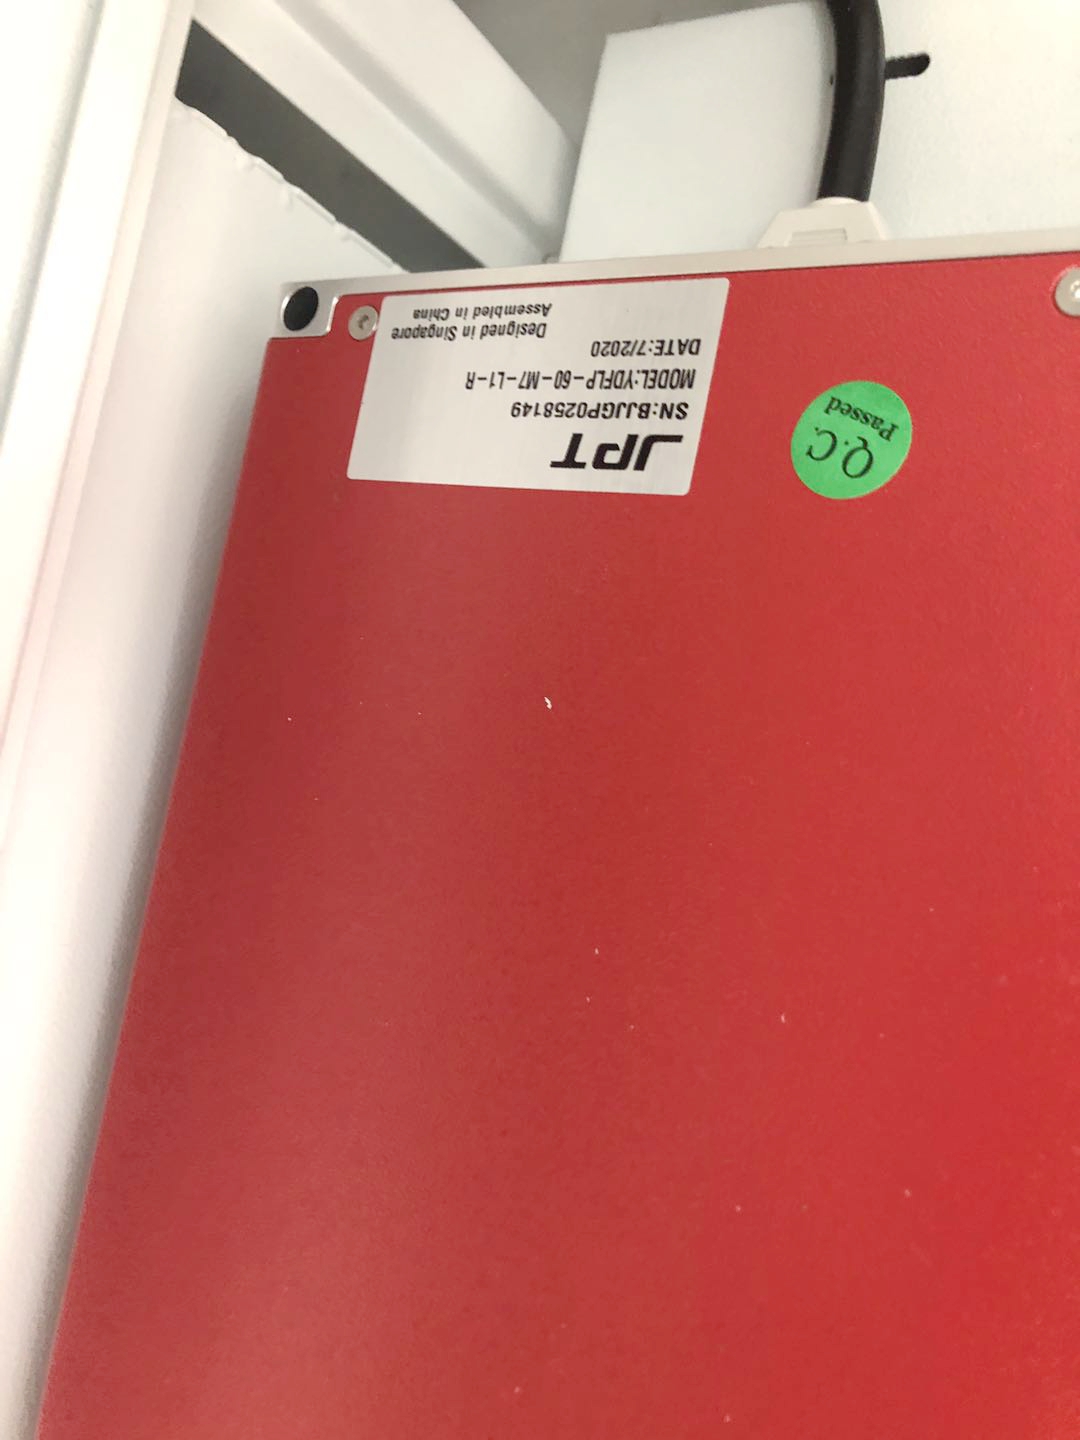 JPT
SN:BJJGP0258149
MODEL:YDFLP-60-M7-L1-R
DATE:7/2020
Designed in Singapore
Assembled in China
Q.C.
Passed